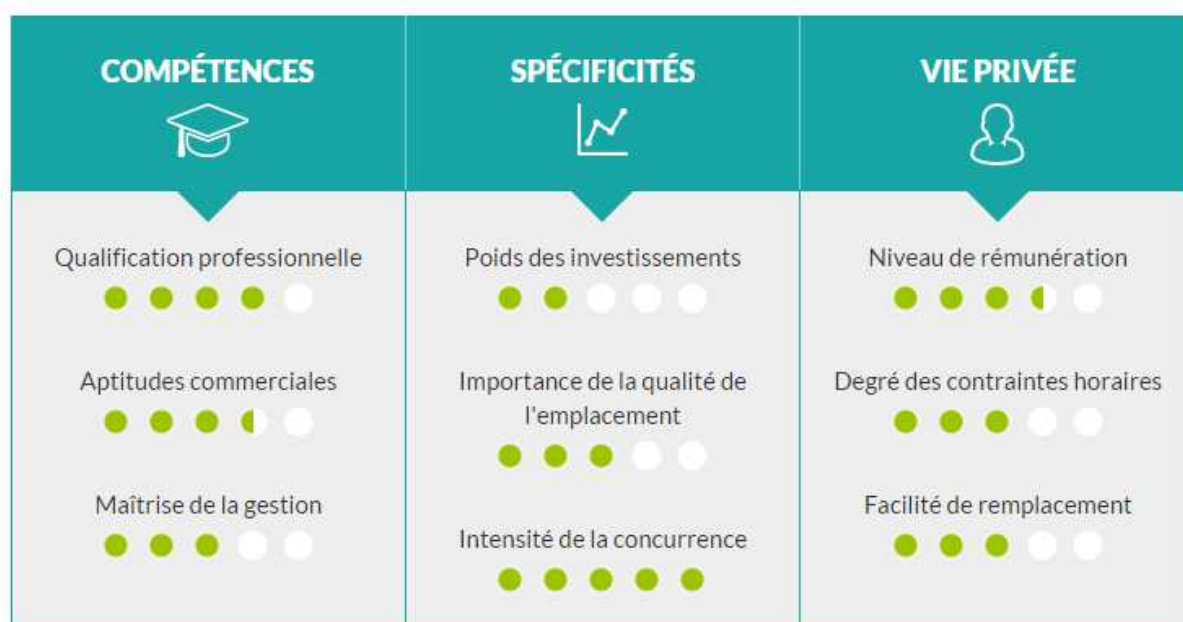 COMPÉTENCES
Qualification professionnelle
Aptitudes commerciales
Maîtrise de la gestion
SPÉCIFICITÉS
Poids des investissements
Importance de la qualité de
l'emplacement
Intensité de la concurrence
VIE PRIVÉE
Niveau de rémunération
Degré des contraintes horaires
Facilité de remplacement